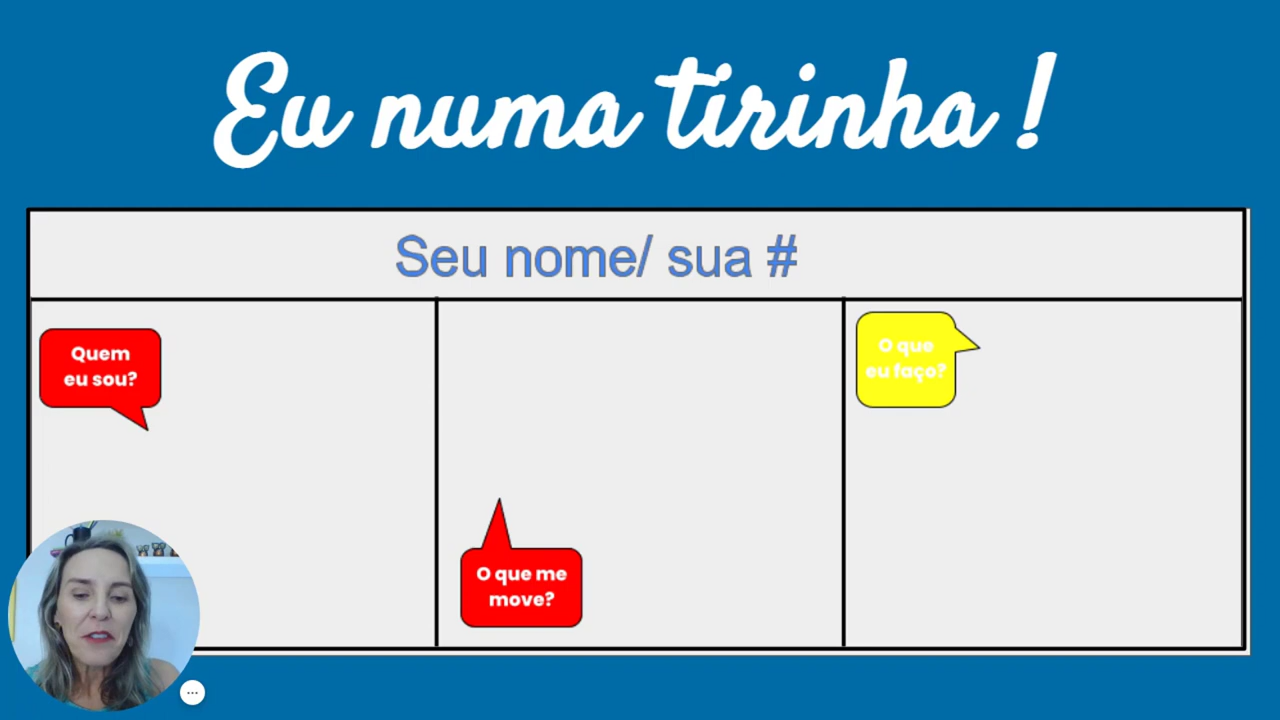 Eu numa tirinha !
Seu nome/ sua #
Quem
eu sou?
O que me
move?
O que
eu faço?